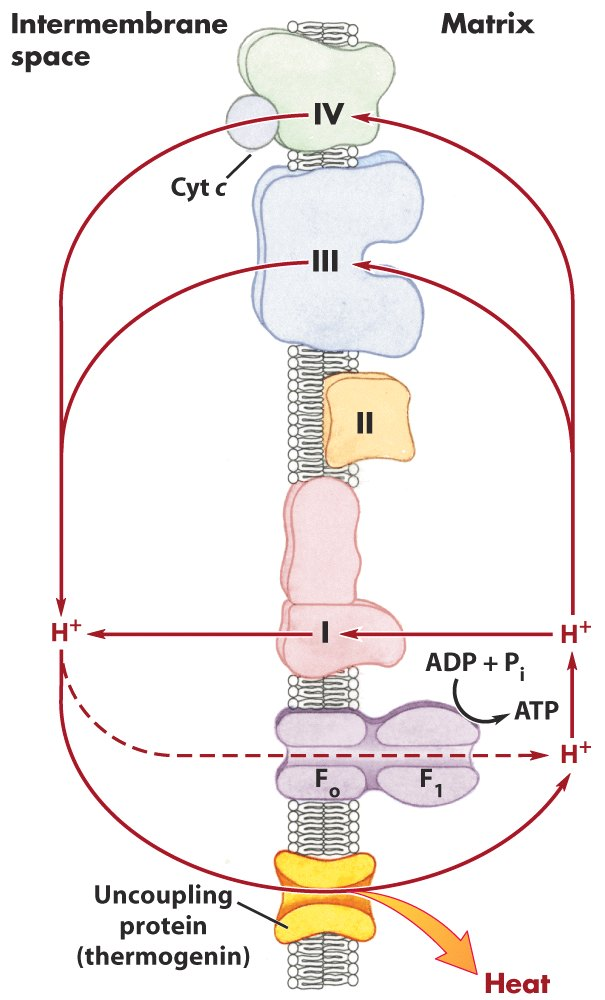 Intermembrane
space
Matrix
IV
Cyt c
III
II
H⁺
I
H⁺
ADP + Pᵢ
ATP
H⁺
Fₒ
F₁
Uncoupling
protein
(thermogenin)
Heat